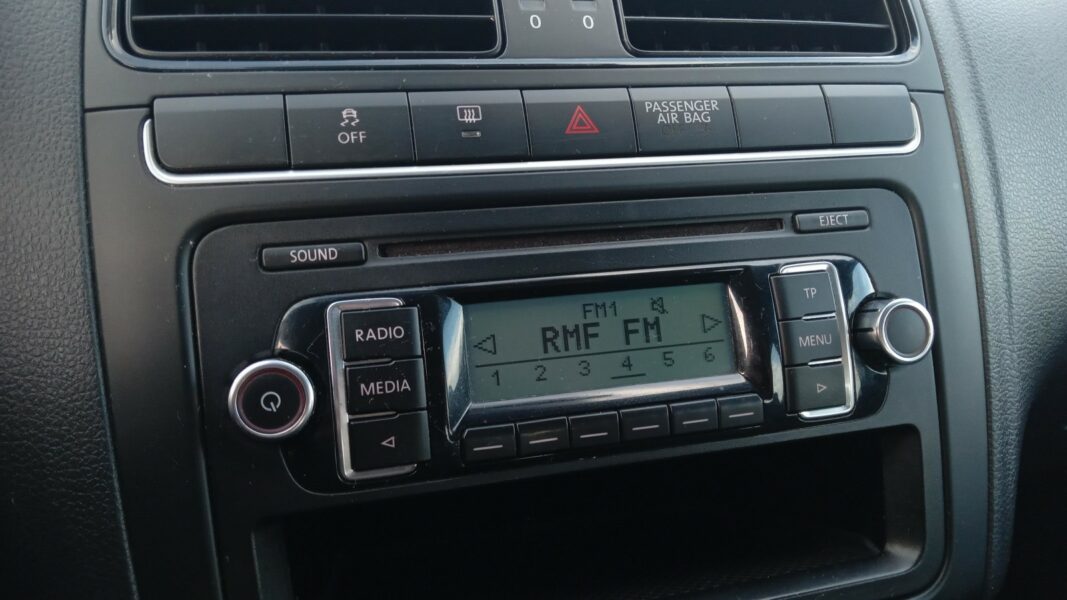 0 0
OFF
PASSENGER
AIR BAG
SOUND
EJECT
RADIO
MEDIA
FM1
RMF FM
1 2 3 4 5 6
TP
MENU